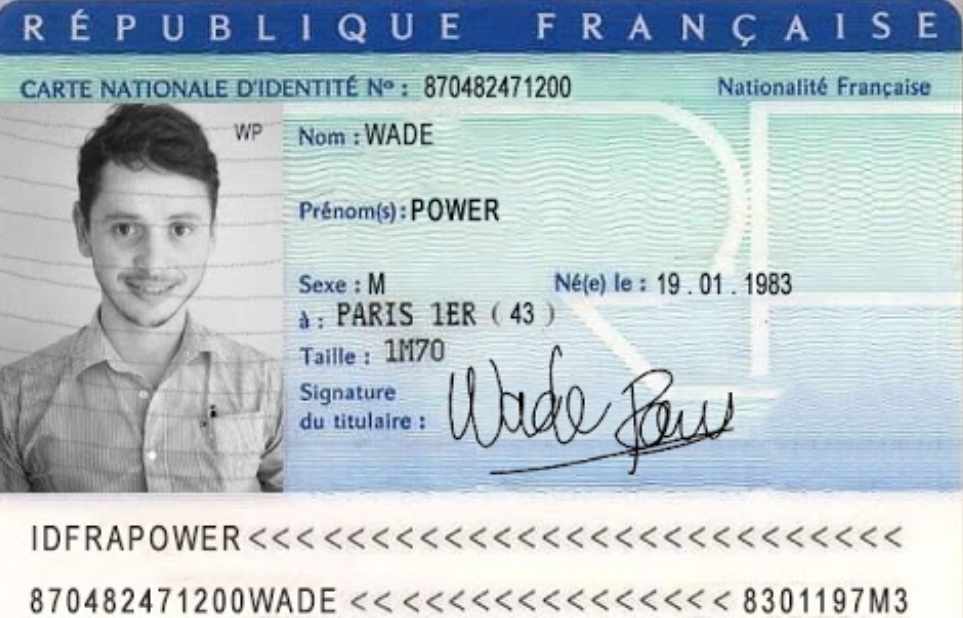 RÉPUBLIQUE FRANÇAISE
CARTE NATIONALE D'IDENTITÉ Nº : 870482471200 Nationalité Française
WP
Nom : WADE
Prénom(s) : POWER
Sexe : M Né(e) le : 19.01.1983
à : PARIS 1ER (43)
Taille : 1M70
Signature
du titulaire : Wade Pow
IDFRAPOWER<<<<<<<<<<<<<<<<<<<<<<<<<<<
870482471200WADE <<<<<<<<<<<<<<<<< 8301197M3